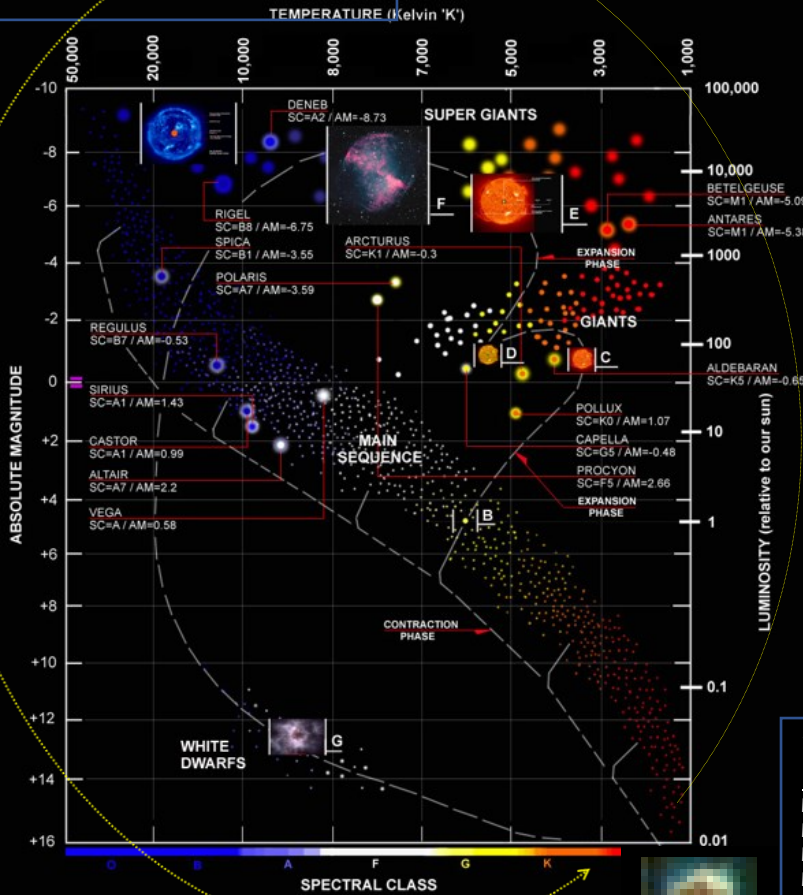 TEMPERATURE (Kelvin 'K')
50,000
20,000
10,000
8,000
7,000
5,000
3,000
1,000
-10
-8
-6
-4
-2
0
+2
+4
+6
+8
+10
+12
+14
+16
ABSOLUTE MAGNITUDE
100,000
10,000
1000
100
10
1
0.1
0.01
LUMINOSITY (relative to our sun)
DENEB
SC=A2 / AM=-8.73
SUPER GIANTS
F
E
RIGEL
SC=B8 / AM=-6.75
BETELGEUSE
SC=M1 / AM=-5.09
ANTARES
SC=M1 / AM=-5.38
SPICA
SC=B1 / AM=-3.55
ARCTURUS
SC=K1 / AM=-0.3
EXPANSION
PHASE
POLARIS
SC=A7 / AM=-3.59
GIANTS
REGULUS
SC=B7 / AM=-0.53
D
C
ALDEBARAN
SC=K5 / AM=-0.65
SIRIUS
SC=A1 / AM=1.43
POLLUX
SC=K0 / AM=1.07
CASTOR
SC=A1 / AM=0.99
MAIN
SEQUENCE
CAPELLA
SC=G5 / AM=-0.48
ALTAIR
SC=A7 / AM=2.2
PROCYON
SC=F5 / AM=2.66
EXPANSION
PHASE
VEGA
SC=A / AM=0.58
B
CONTRACTION
PHASE
WHITE
DWARFS
G
O
B
A
F
G
K
SPECTRAL CLASS